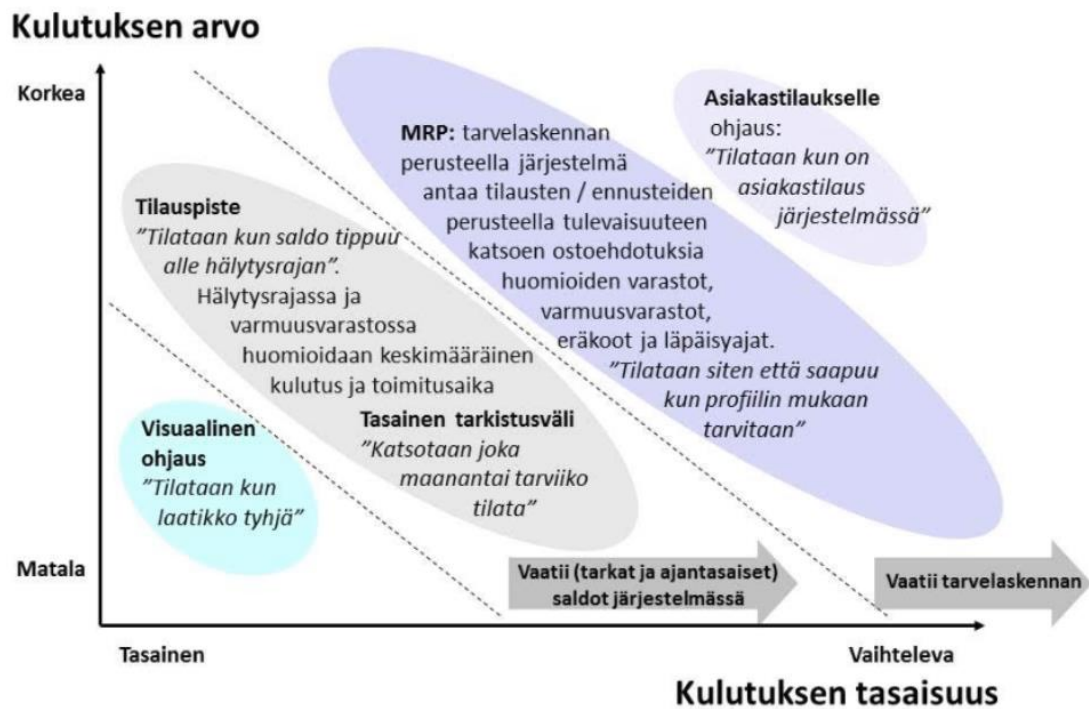 Kulutuksen arvo
Korkea
Asiakastilaukselle
ohjaus:
"Tilataan kun on
asiakastilaus
järjestelmässä"
MRP: tarvelaskennan
perusteella järjestelmä
antaa tilausten / ennusteiden
perusteella tulevaisuuteen
katsoen ostoehdotuksia
huomioiden varastot,
varmuusvarastot,
eräkoot ja läpäisyajat.
"Tilataan siten että saapuu
kun profiilin mukaan
tarvitaan"
Tilauspiste
"Tilataan kun saldo tippuu
alle hälytysrajan".
Hälytysrajassa ja
varmuusvarastossa
huomioidaan keskimääräinen
kulutus ja toimitusaika
Tasainen tarkistusväli
"Katsotaan joka
maanantai tarviiko
tilata"
Visuaalinen
ohjaus
"Tilataan kun
laatikko tyhjä"
Matala
Vaatii (tarkat ja ajantasaiset)
saldot järjestelmässä
Vaatii tarvelaskennan
Tasainen
Vaihteleva
Kulutuksen tasaisuus